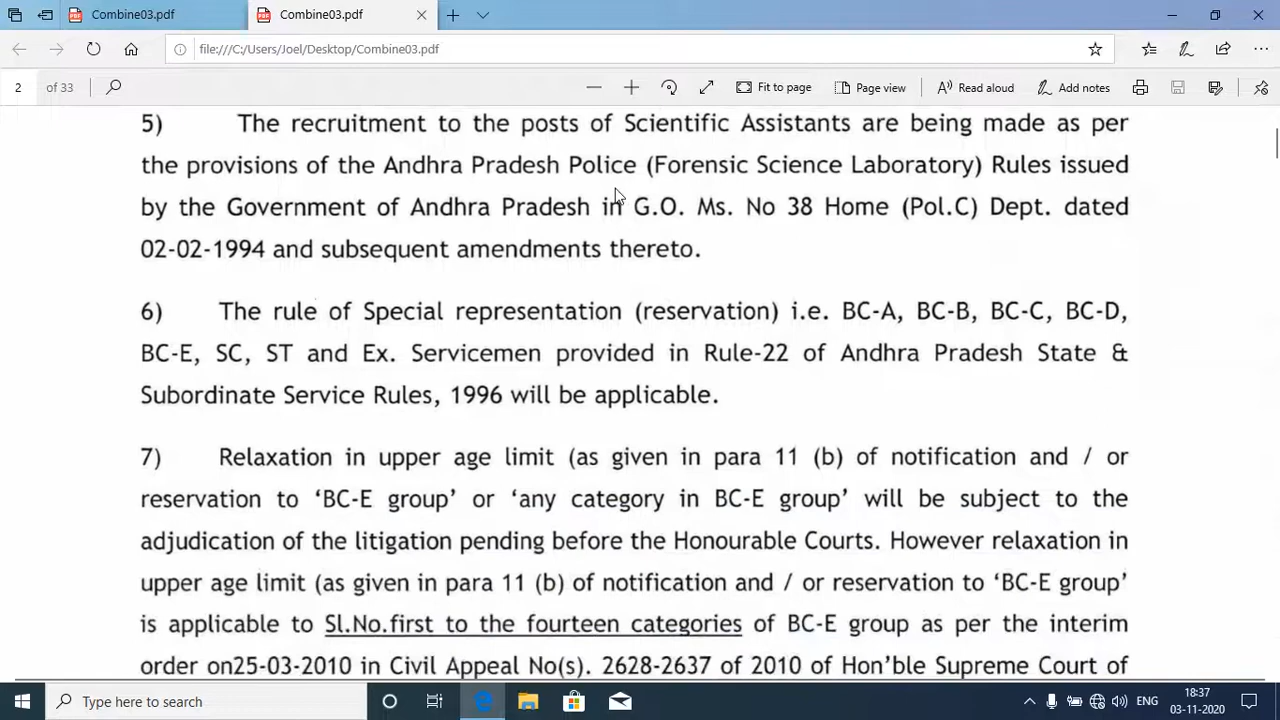 Combine03.pdf
Combine03.pdf
file:///C:/Users/Joel/Desktop/Combine03.pdf
2 of 33
Fit to page
Page view
Read aloud
Add notes
5) The recruitment to the posts of Scientific Assistants are being made as per
the provisions of the Andhra Pradesh Police (Forensic Science Laboratory) Rules issued
by the Government of Andhra Pradesh in G.O. Ms. No 38 Home (Pol.C) Dept. dated
02-02-1994 and subsequent amendments thereto.
6) The rule of Special representation (reservation) i.e. BC-A, BC-B, BC-C, BC-D,
BC-E, SC, ST and Ex. Servicemen provided in Rule-22 of Andhra Pradesh State &
Subordinate Service Rules, 1996 will be applicable.
7) Relaxation in upper age limit (as given in para 11 (b) of notification and / or
reservation to ‘BC-E group’ or ‘any category in BC-E group’ will be subject to the
adjudication of the litigation pending before the Honourable Courts. However relaxation in
upper age limit (as given in para 11 (b) of notification and / or reservation to ‘BC-E group’
is applicable to Sl.No.first to the fourteen categories of BC-E group as per the interim
order on25-03-2010 in Civil Appeal No(s). 2628-2637 of 2010 of Hon’ble Supreme Court of
Type here to search
ENG
18:37
03-11-2020